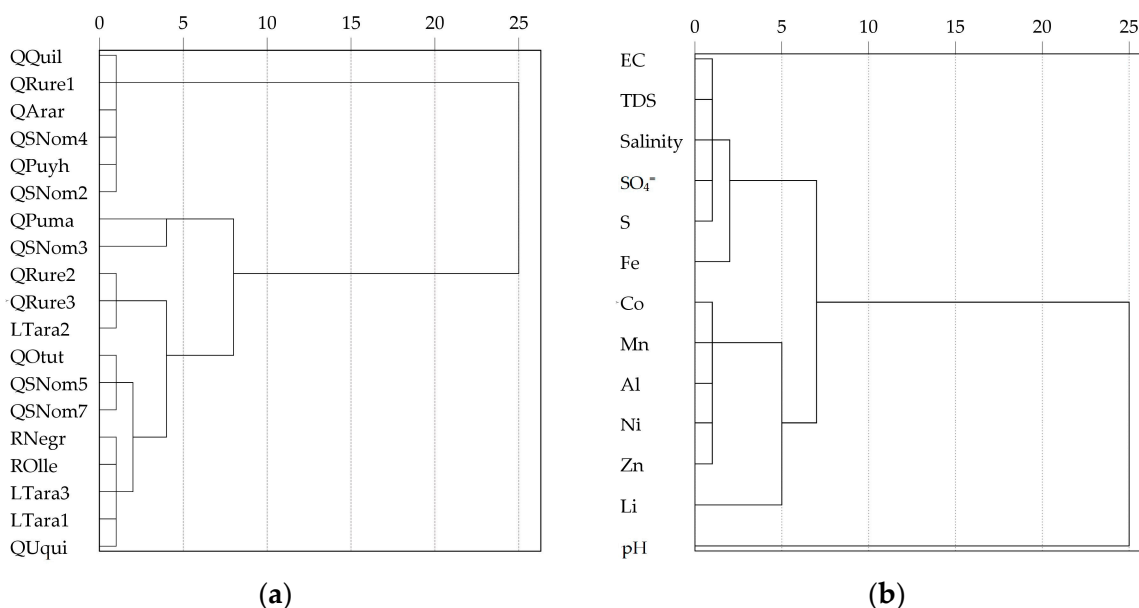 0 5 10 15 20 25
QQuil
QRure1
QArar
QSNom4
QPuyh
QSNom2
QPuma
QSNom3
QRure2
QRure3
LTara2
QOtut
QSNom5
QSNom7
RNegr
ROlle
LTara3
LTara1
QUqui
(a)
0 5 10 15 20 25
EC
TDS
Salinity
SO₄⁼
S
Fe
Co
Mn
Al
Ni
Zn
Li
pH
(b)